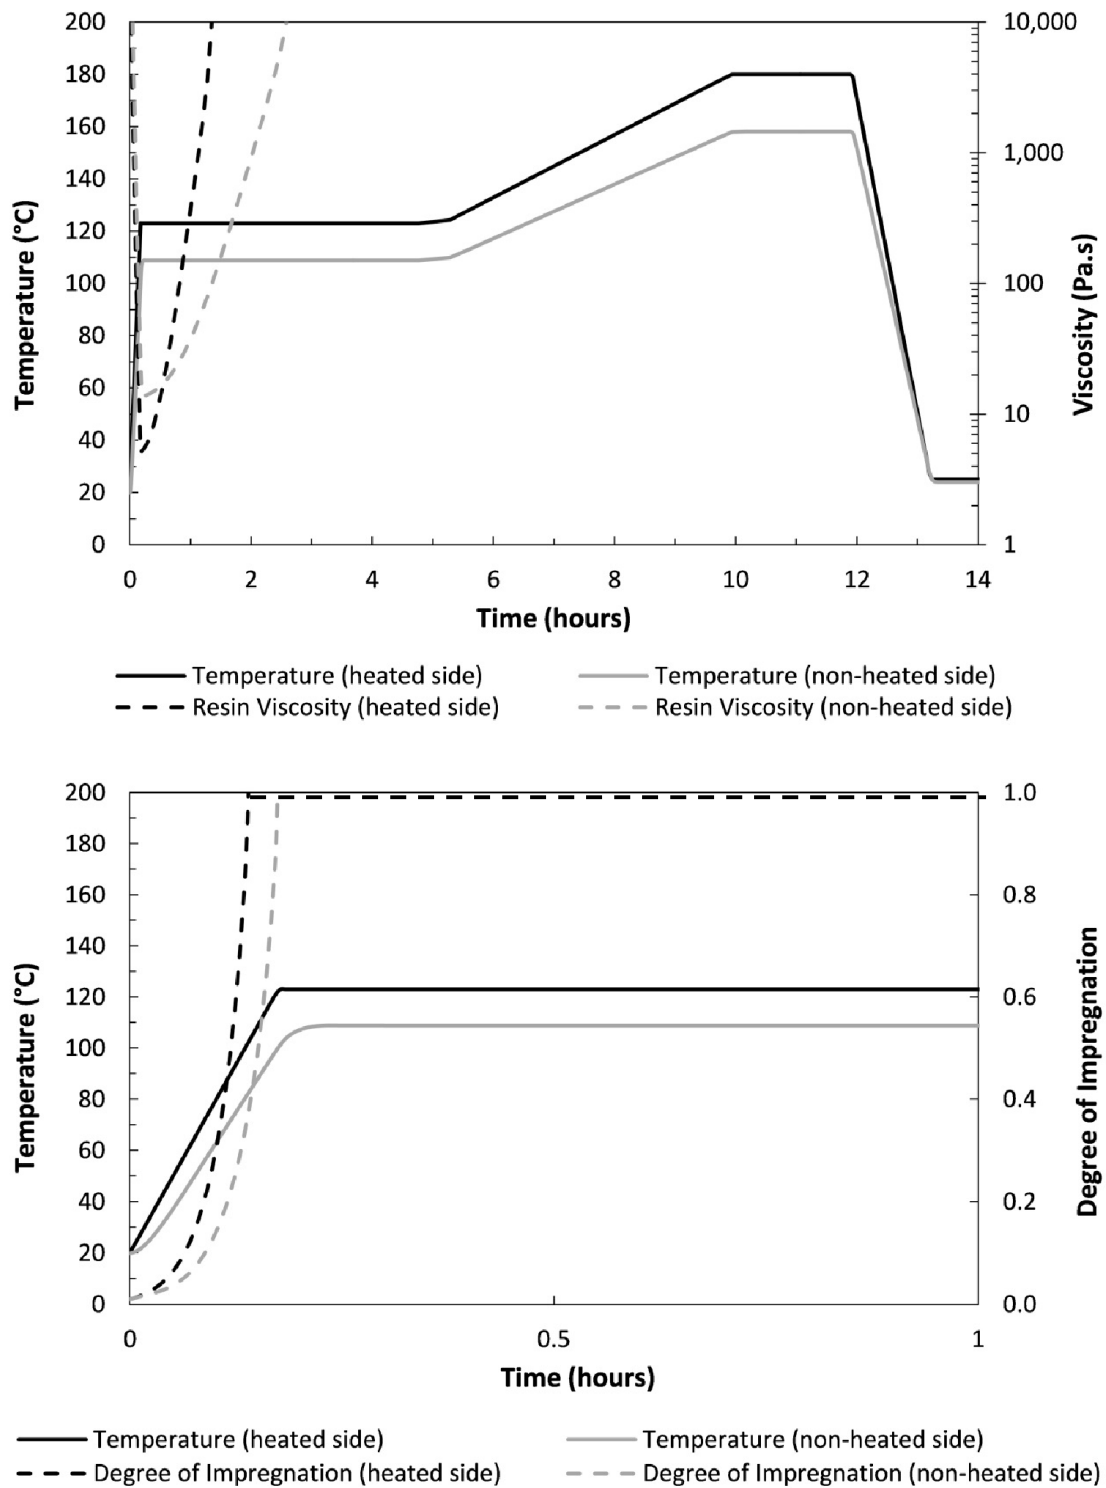 200
180
160
140
120
100
80
60
40
20
0
Temperature (°C)
10,000
1,000
100
10
1
Viscosity (Pa.s)
0 2 4 6 8 10 12 14
Time (hours)
Temperature (heated side) Temperature (non-heated side)
Resin Viscosity (heated side) Resin Viscosity (non-heated side)
200
180
160
140
120
100
80
60
40
20
0
Temperature (°C)
1.0
0.8
0.6
0.4
0.2
0.0
Degree of Impregnation
0 0.5 1
Time (hours)
Temperature (heated side) Temperature (non-heated side)
Degree of Impregnation (heated side) Degree of Impregnation (non-heated side)